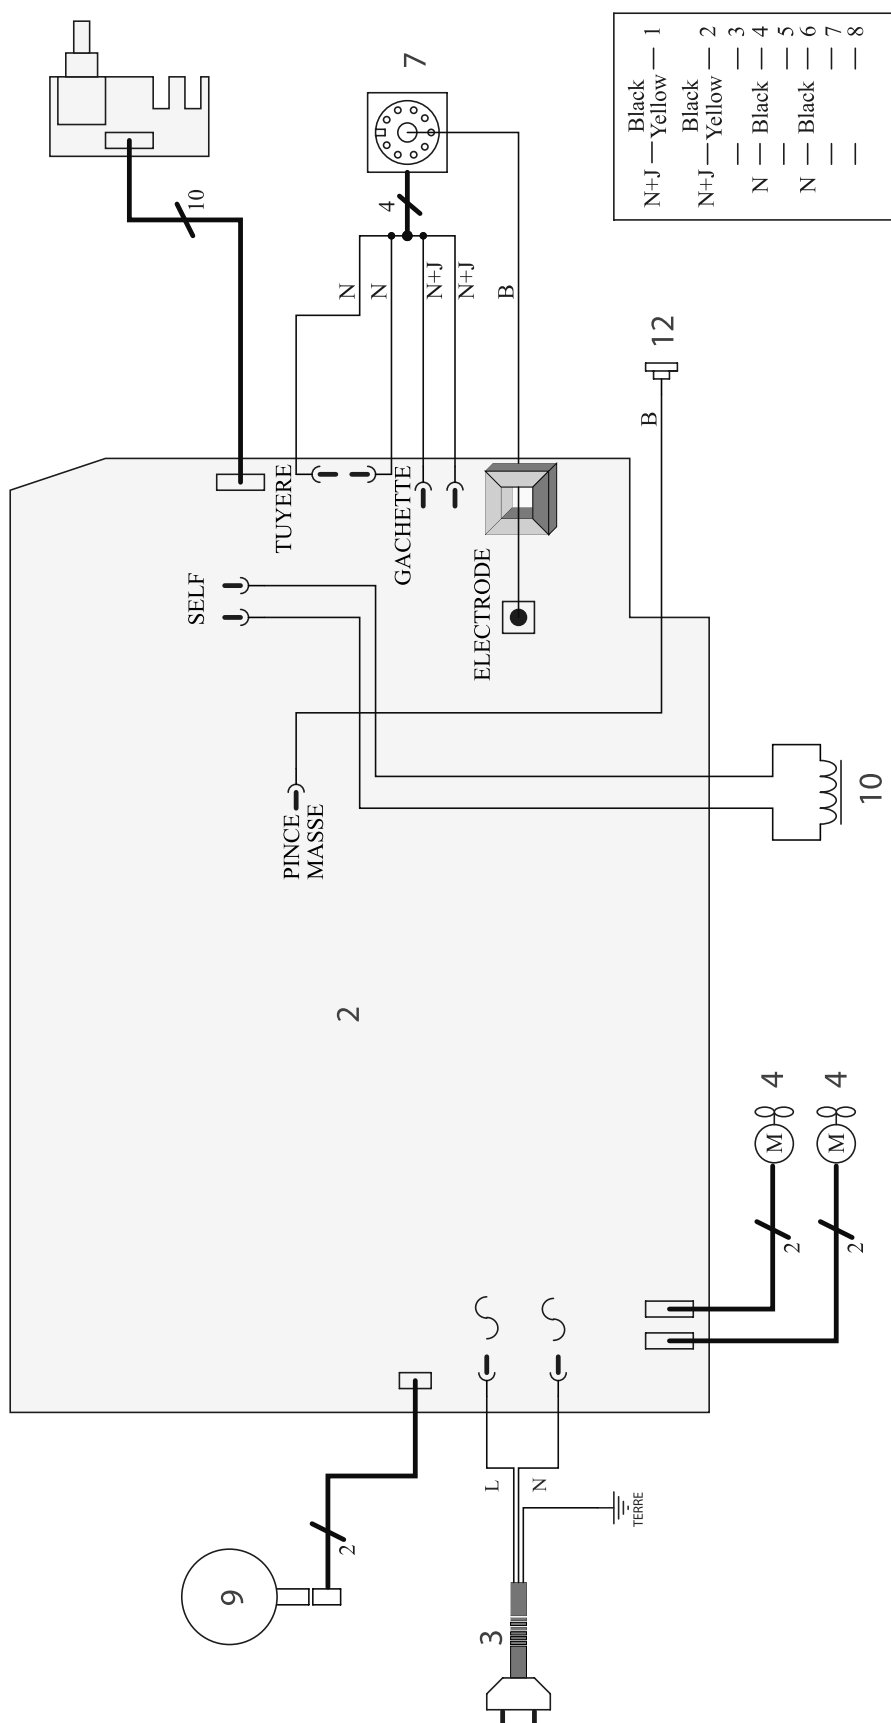 10
7
4
N
N
N+J
N+J
B
12
B
N+J — Black Yellow — 1
N+J — Black Yellow — 2
— — 3
N — Black — 4
— — 5
N — Black — 6
— — 7
— — 8
TUYERE
GACHETTE
ELECTRODE
SELF
PINCE
MASSE
10
2
M
4
2
M
4
2
9
2
L
N
TERRE
3